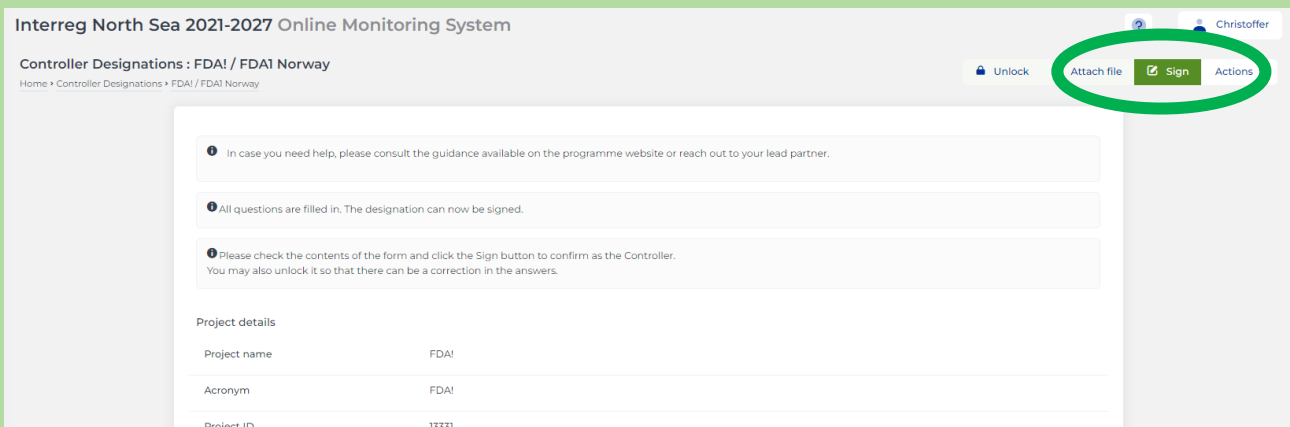 Interreg North Sea 2021-2027 Online Monitoring System
?
Christoffer
Controller Designations : FDA! / FDA1 Norway
Home › Controller Designations › FDA! / FDA1 Norway
Unlock
Attach file
Sign
Actions
In case you need help, please consult the guidance available on the programme website or reach out to your lead partner.
All questions are filled in. The designation can now be signed.
Please check the contents of the form and click the Sign button to confirm as the Controller.
You may also unlock it so that there can be a correction in the answers.
Project details
Project name FDA!
Acronym FDA!
Project ID 13331